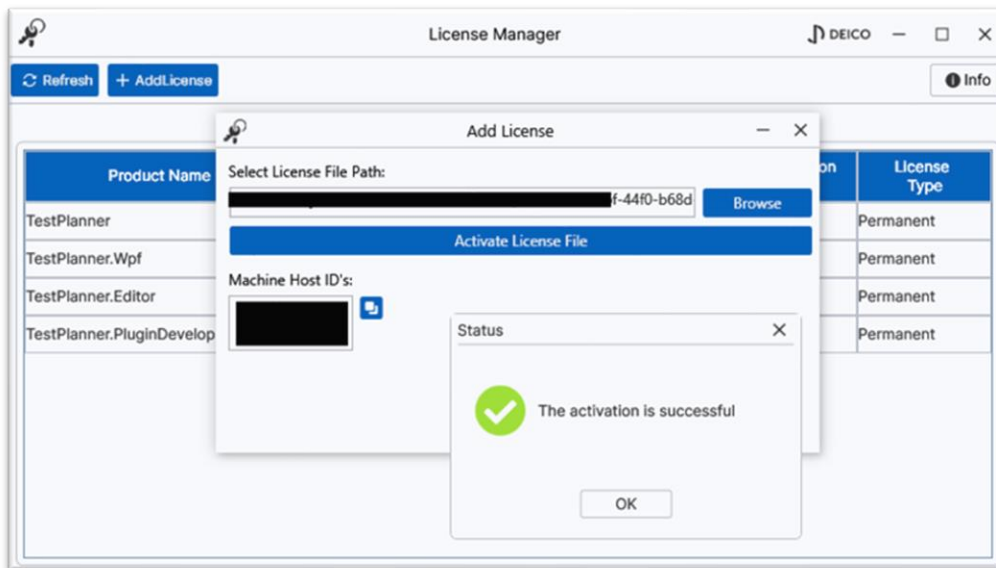 License Manager
DEICO
Refresh
+ AddLicense
Info
Add License
Product Name
on
License
Type
Select License File Path:
f-44f0-b68d
Browse
Activate License File
TestPlanner
Permanent
TestPlanner.Wpf
Permanent
Machine Host ID's:
TestPlanner.Editor
Permanent
TestPlanner.PluginDevelop
Permanent
Status
The activation is successful
OK